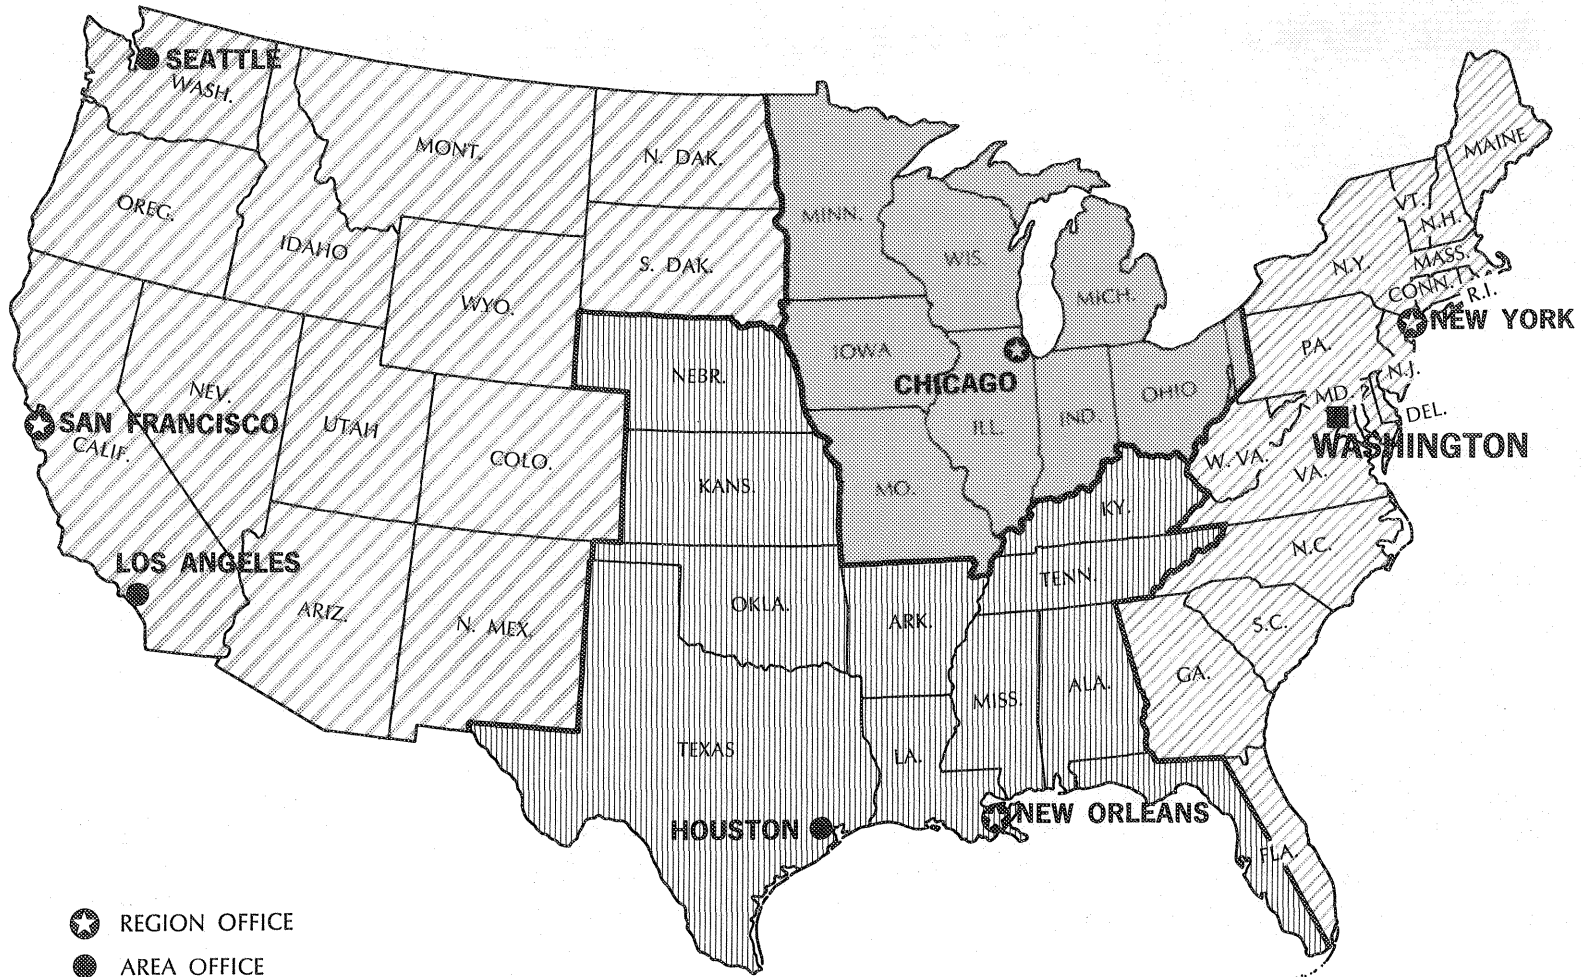 SEATTLE
WASH.
MONT.
N. DAK.
MAINE
OREG.
IDAHO
MINN.
VT.
N.H.
S. DAK.
WIS.
N.Y.
MASS.
WYO.
MICH.
CONN.
R.I.
NEW YORK
IOWA
PA.
NEBR.
CHICAGO
N.J.
NEV.
OHIO
MD.
SAN FRANCISCO
UTAH
ILL.
IND.
DEL.
CALIF.
WASHINGTON
COLO.
W. VA.
VA.
KANS.
MO.
KY.
LOS ANGELES
N.C.
TENN.
ARIZ.
N. MEX.
OKLA.
ARK.
S.C.
MISS.
ALA.
GA.
TEXAS
LA.
HOUSTON
NEW ORLEANS
FLA.
REGION OFFICE
AREA OFFICE